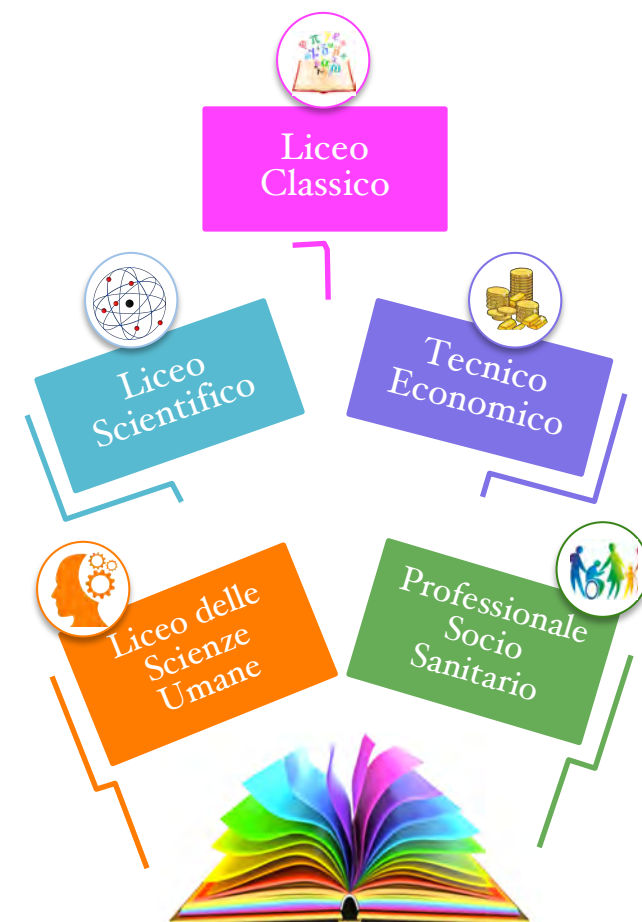 Liceo
Classico
Liceo
Scientifico
Tecnico
Economico
Liceo delle
Scienze
Umane
Professionale
Socio
Sanitario